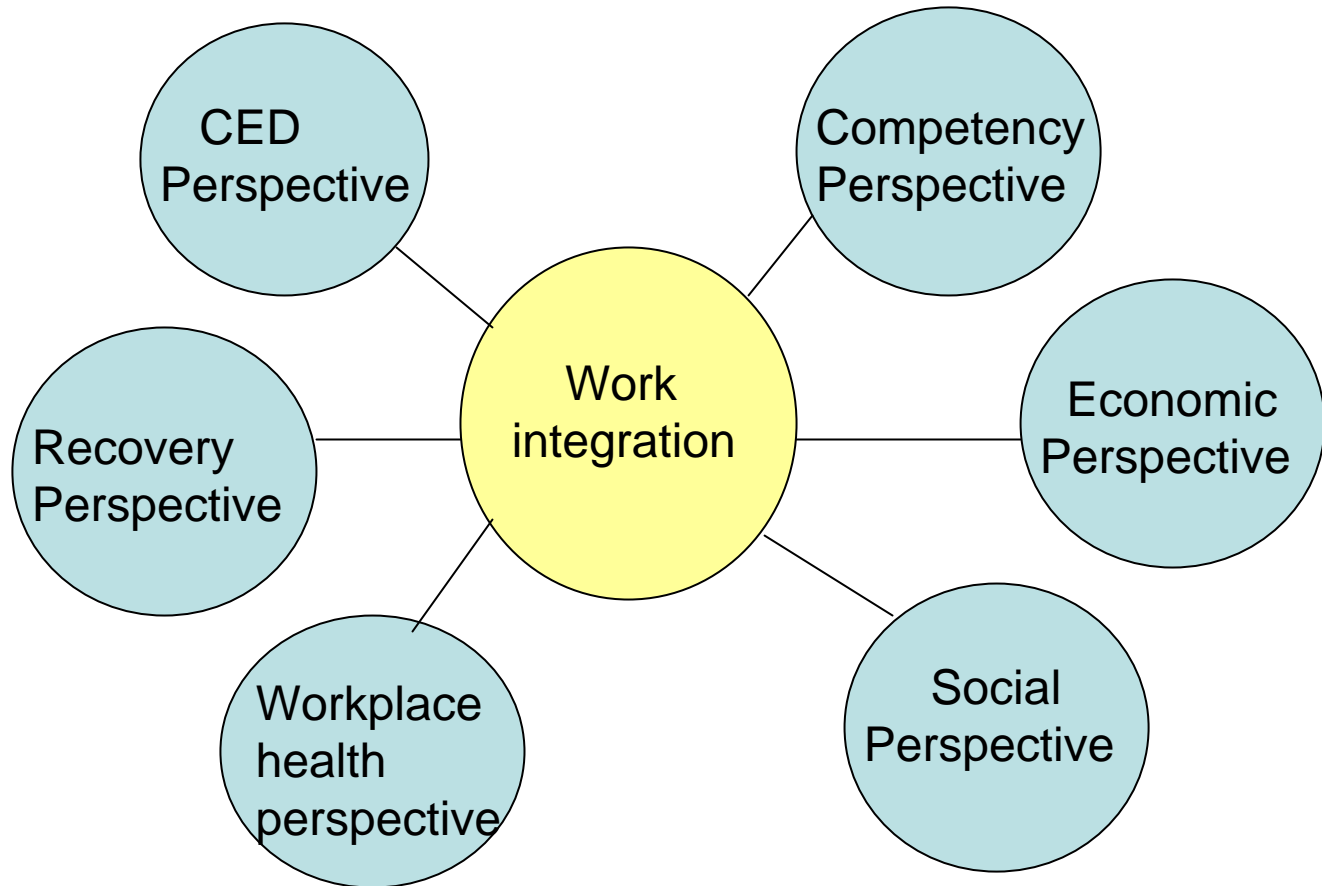 CED
Perspective
Competency
Perspective
Work
integration
Economic
Perspective
Recovery
Perspective
Workplace
health
perspective
Social
Perspective